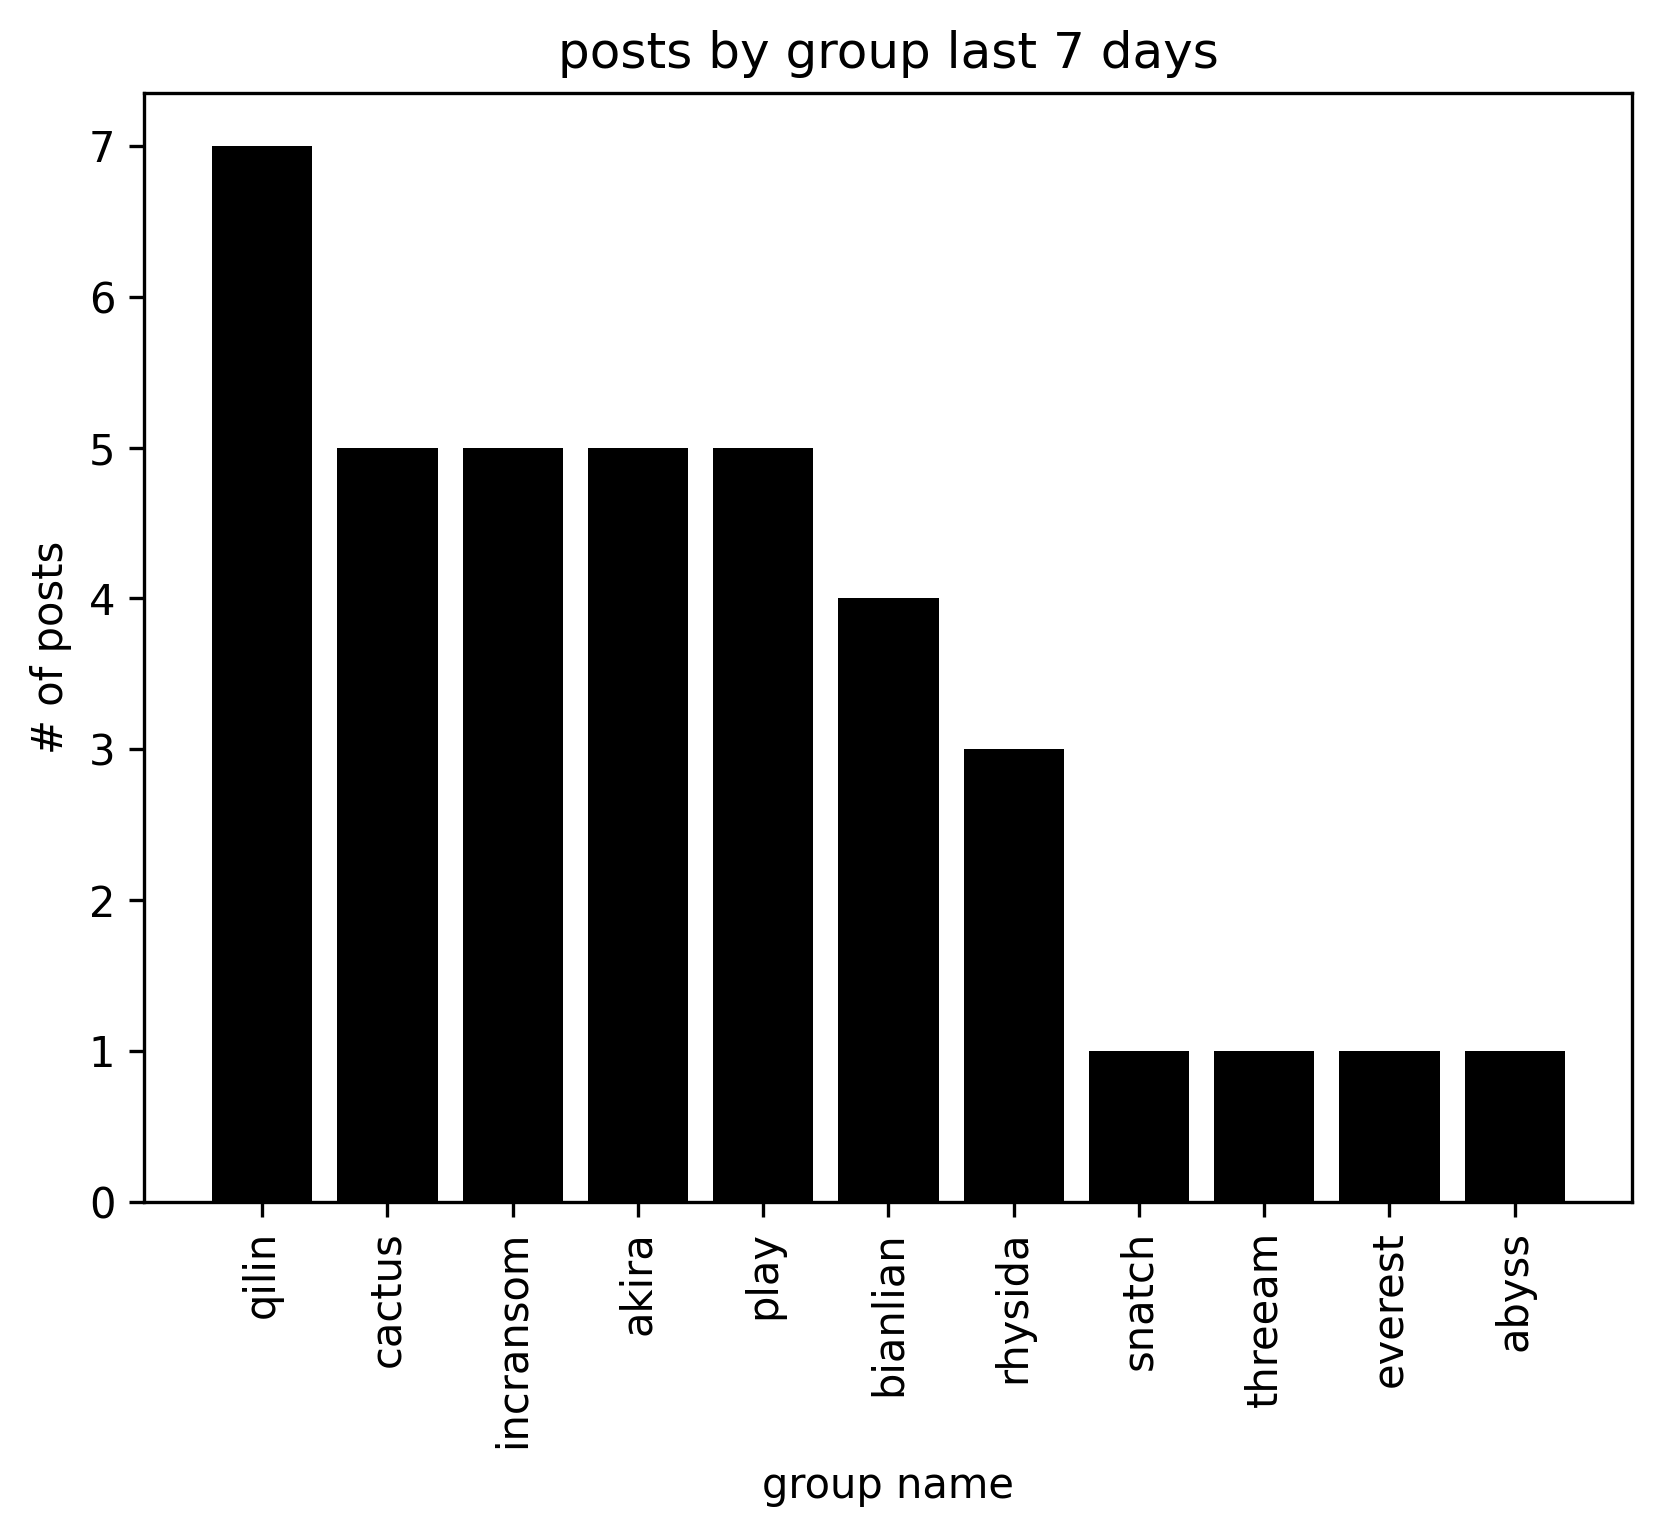 posts by group last 7 days
7
6
5
4
3
2
1
0
# of posts
qilin
cactus
incransom
akira
play
bianlian
rhysida
snatch
threeam
everest
abyss
group name